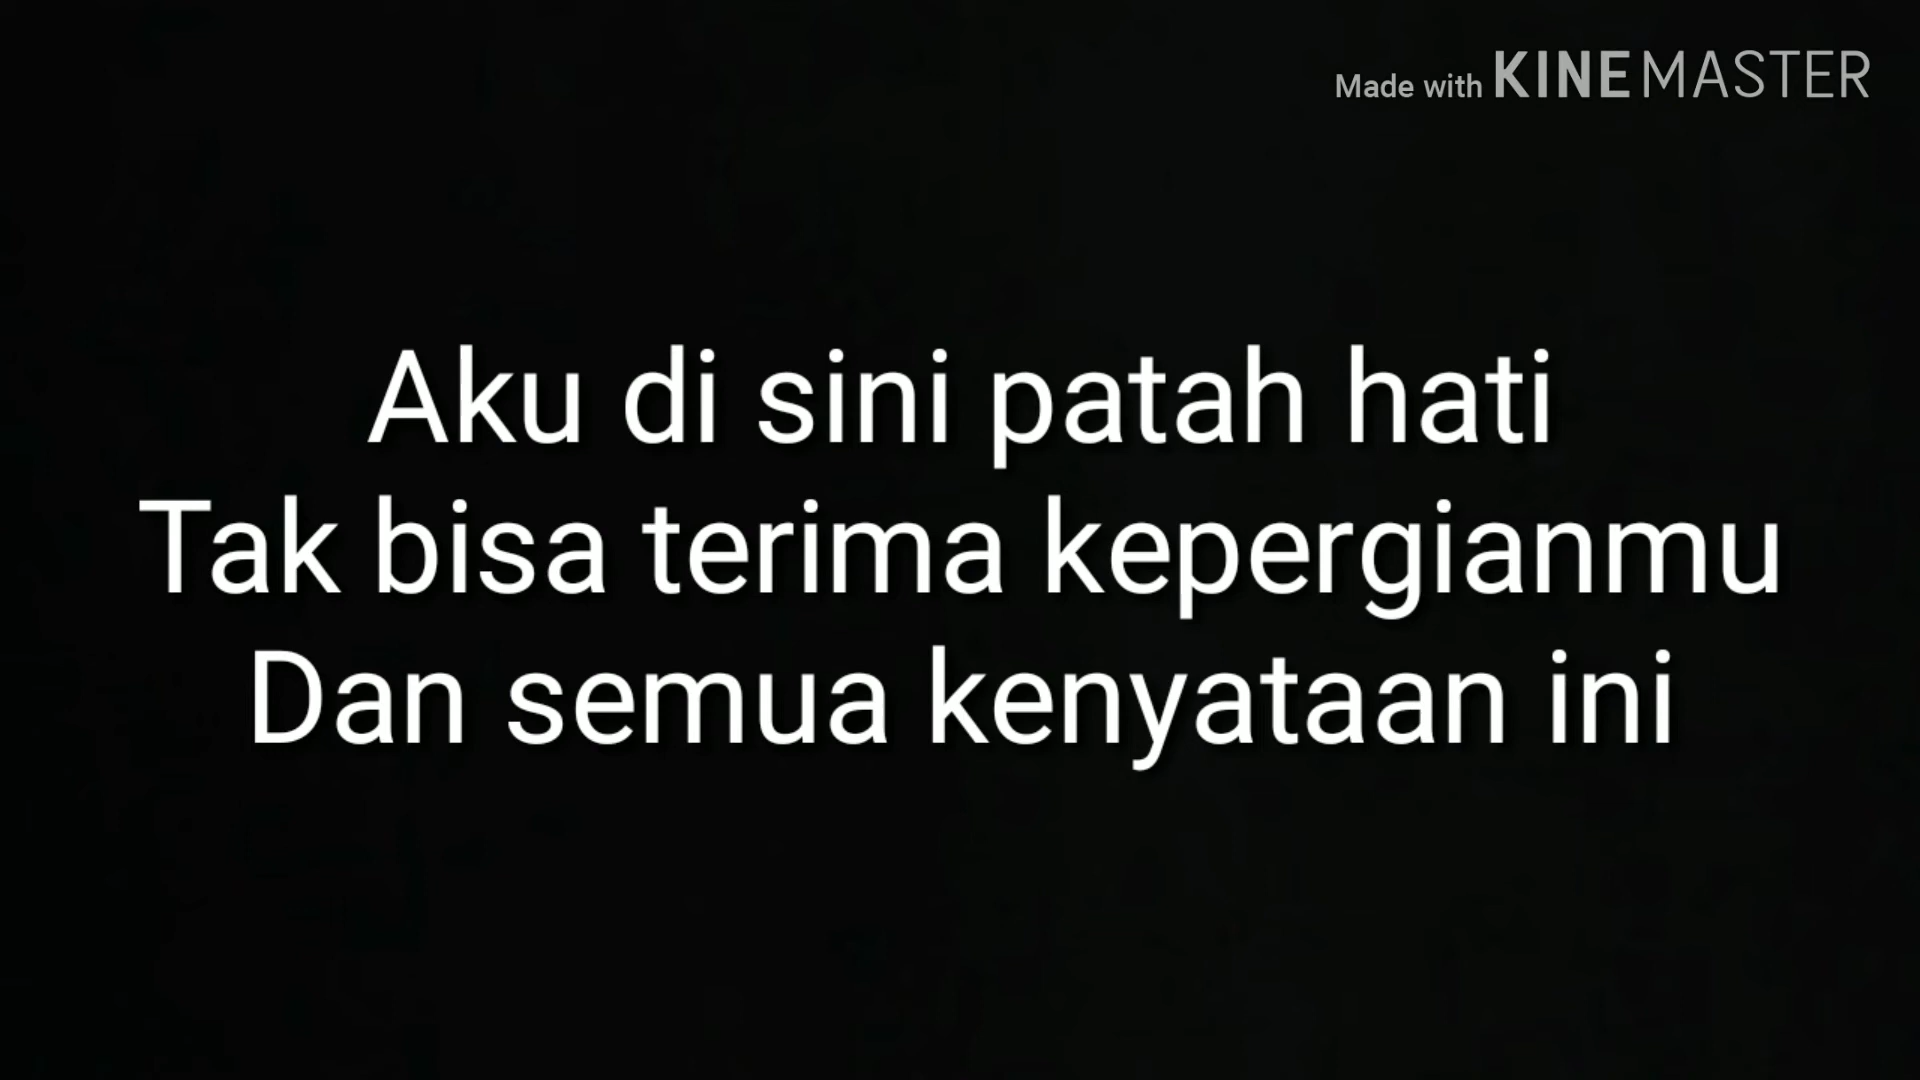 Made with KINEMASTER
Aku di sini patah hati
Tak bisa terima kepergianmu
Dan semua kenyataan ini